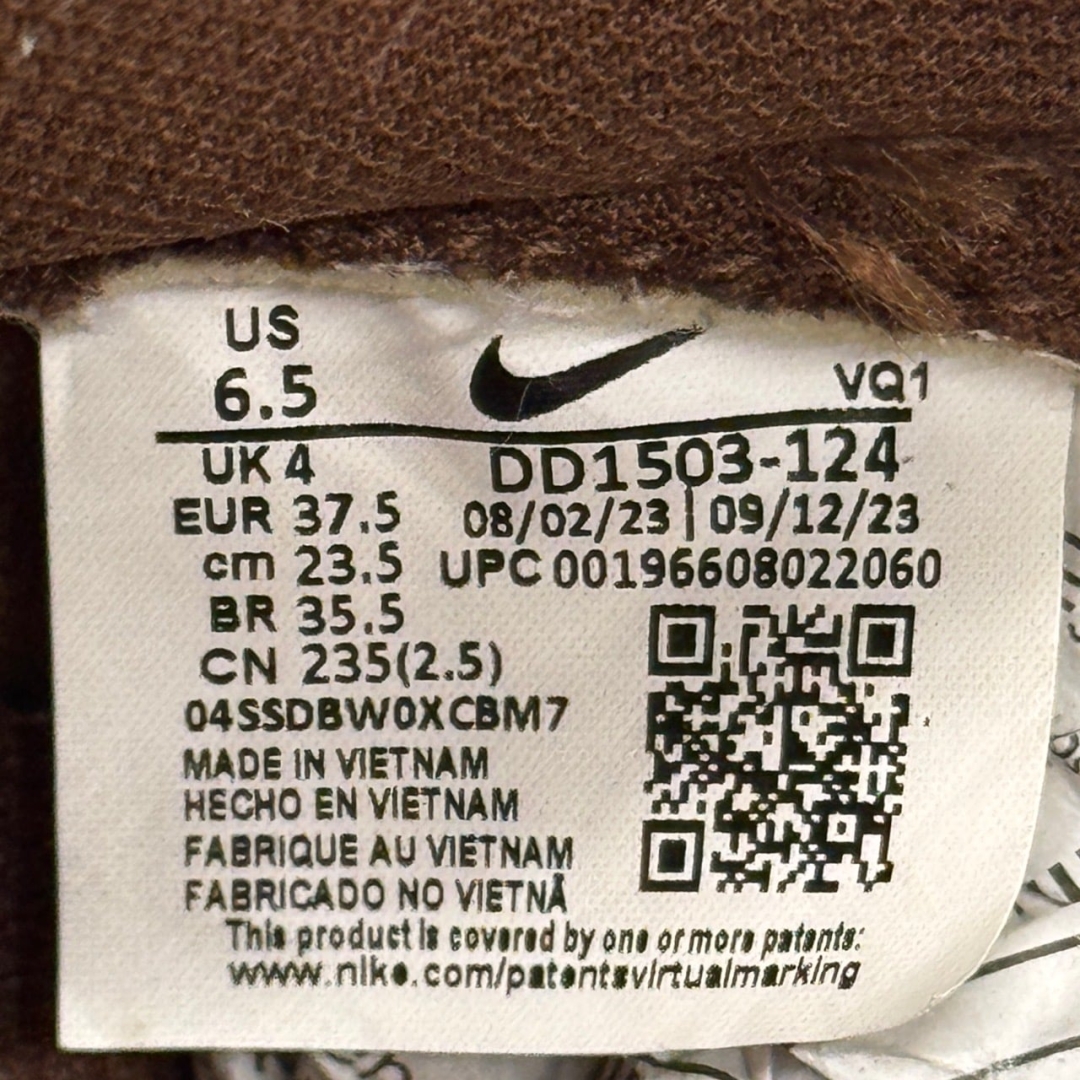 US
6.5
VQ1
UK 4
DD1503-124
EUR 37.5
08/02/23 | 09/12/23
cm 23.5
UPC 00196608022060
BR 35.5
CN 235(2.5)
04SSDBW0XCBM7
MADE IN VIETNAM
HECHO EN VIETNAM
FABRIQUE AU VIETNAM
FABRICADO NO VIETNÃ
This product is covered by one or more patents:
www.nike.com/patentsvirtualmarking